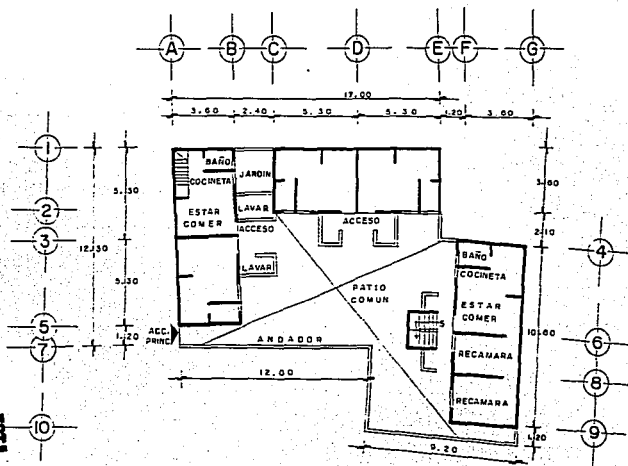 A B C D E F G
17.00
3.60 2.40 5.30 5.30 1.20 3.60
1
2
3
5
7
10
12.30
5.30
5.30
1.20
BAÑO
COCINETA
JARDIN
LAVAR
ESTAR
COMER
ACCESO
ACCESO
LAVAR
PATIO
COMUN
ACC.
PRINC
ANDADOR
12.00
BAÑO
COCINETA
ESTAR
COMER
RECAMARA
RECAMARA
S
9.20
2.10
10.60
1.20
4
6
8
9